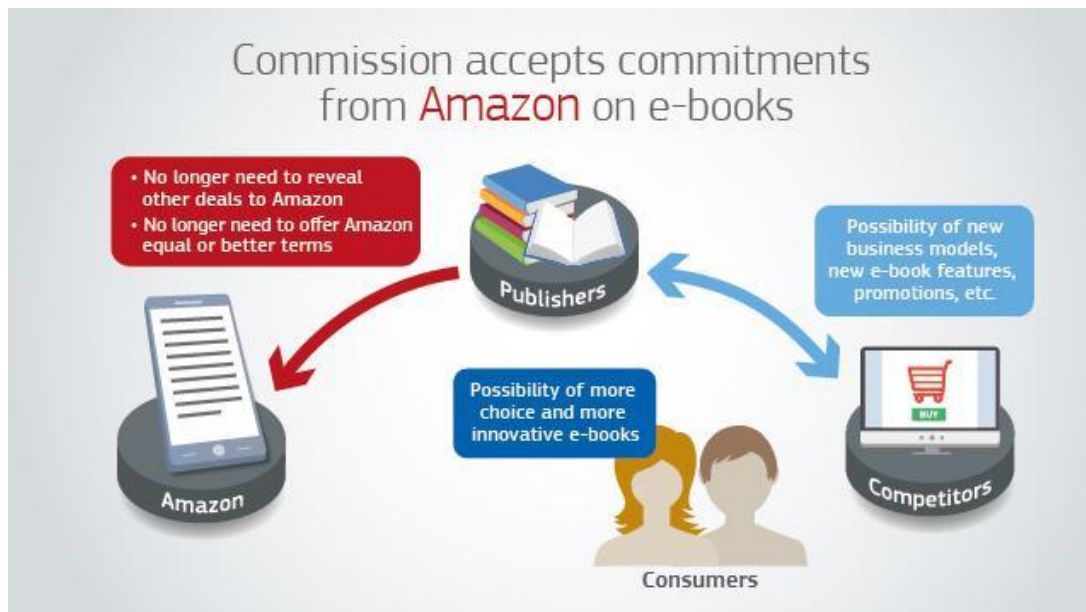 Commission accepts commitments
from Amazon on e-books
• No longer need to reveal
other deals to Amazon
• No longer need to offer Amazon
equal or better terms
Publishers
Possibility of new
business models,
new e-book features,
promotions, etc.
Amazon
Possibility of more
choice and more
innovative e-books
BUY
Competitors
Consumers